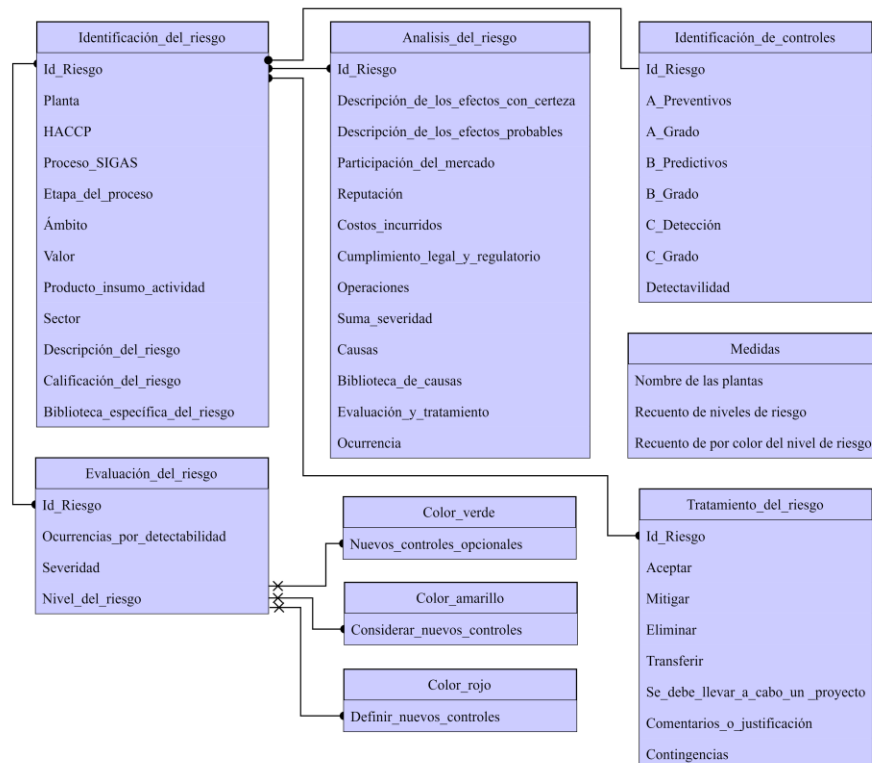 Identificación_del_riesgo
Id_Riesgo
Planta
HACCP
Proceso_SIGAS
Etapa_del_proceso
Ámbito
Valor
Producto_insumo_actividad
Sector
Descripción_del_riesgo
Calificación_del_riesgo
Biblioteca_específica_del_riesgo
Analisis_del_riesgo
Id_Riesgo
Descripción_de_los_efectos_con_certeza
Descripción_de_los_efectos_probables
Participación_del_mercado
Reputación
Costos_incurridos
Cumplimiento_legal_y_regulatorio
Operaciones
Suma_severidad
Causas
Biblioteca_de_causas
Evaluación_y_tratamiento
Ocurrencia
Identificación_de_controles
Id_Riesgo
A_Preventivos
A_Grado
B_Predictivos
B_Grado
C_Detección
C_Grado
Detectavilidad
Medidas
Nombre de las plantas
Recuento de niveles de riesgo
Recuento de por color del nivel de riesgo
Evaluación_del_riesgo
Id_Riesgo
Ocurrencias_por_detectabilidad
Severidad
Nivel_del_riesgo
Color_verde
Nuevos_controles_opcionales
Color_amarillo
Considerar_nuevos_controles
Color_rojo
Definir_nuevos_controles
Tratamiento_del_riesgo
Id_Riesgo
Aceptar
Mitigar
Eliminar
Transferir
Se_debe_llevar_a_cabo_un _proyecto
Comentarios_o_justificación
Contingencias